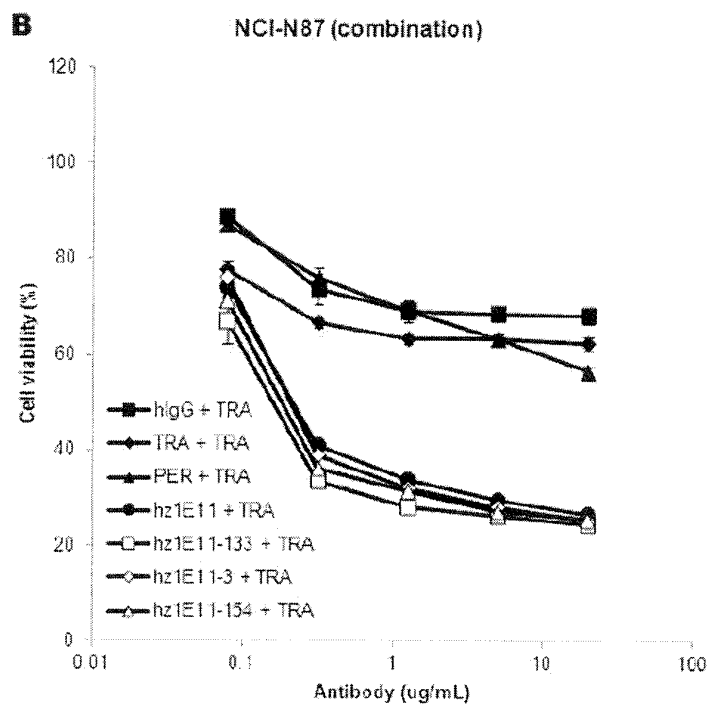 B
NCI-N87 (combination)
120
100
80
60
40
20
0
Cell viability (%)
hIgG + TRA
TRA + TRA
PER + TRA
hz1E11 + TRA
hz1E11-133 + TRA
hz1E11-3 + TRA
hz1E11-154 + TRA
0.01
0.1
1
10
100
Antibody (ug/mL)